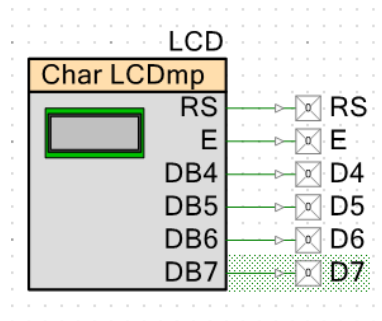 LCD
Char LCDmp
RS RS
E E
DB4 D4
DB5 D5
DB6 D6
DB7 D7